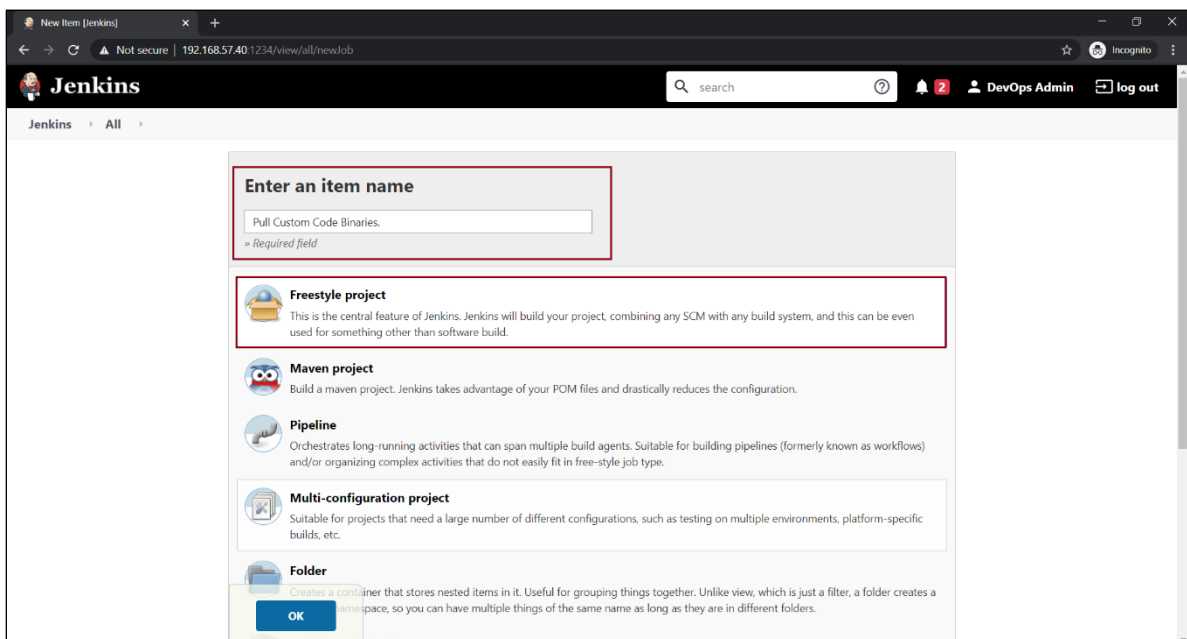 New Item [Jenkins]
Not secure | 192.168.57.40:1234/view/all/newJob
Incognito
Jenkins
search
2
DevOps Admin
log out
Jenkins
All
Enter an item name
Pull Custom Code Binaries.
» Required field
Freestyle project
This is the central feature of Jenkins. Jenkins will build your project, combining any SCM with any build system, and this can be even
used for something other than software build.
Maven project
Build a maven project. Jenkins takes advantage of your POM files and drastically reduces the configuration.
Pipeline
Orchestrates long-running activities that can span multiple build agents. Suitable for building pipelines (formerly known as workflows)
and/or organizing complex activities that do not easily fit in free-style job type.
Multi-configuration project
Suitable for projects that need a large number of different configurations, such as testing on multiple environments, platform-specific
builds, etc.
Folder
Creates a container that stores nested items in it. Useful for grouping things together. Unlike view, which is just a filter, a folder creates a
space, so you can have multiple things of the same name as long as they are in different folders.
OK